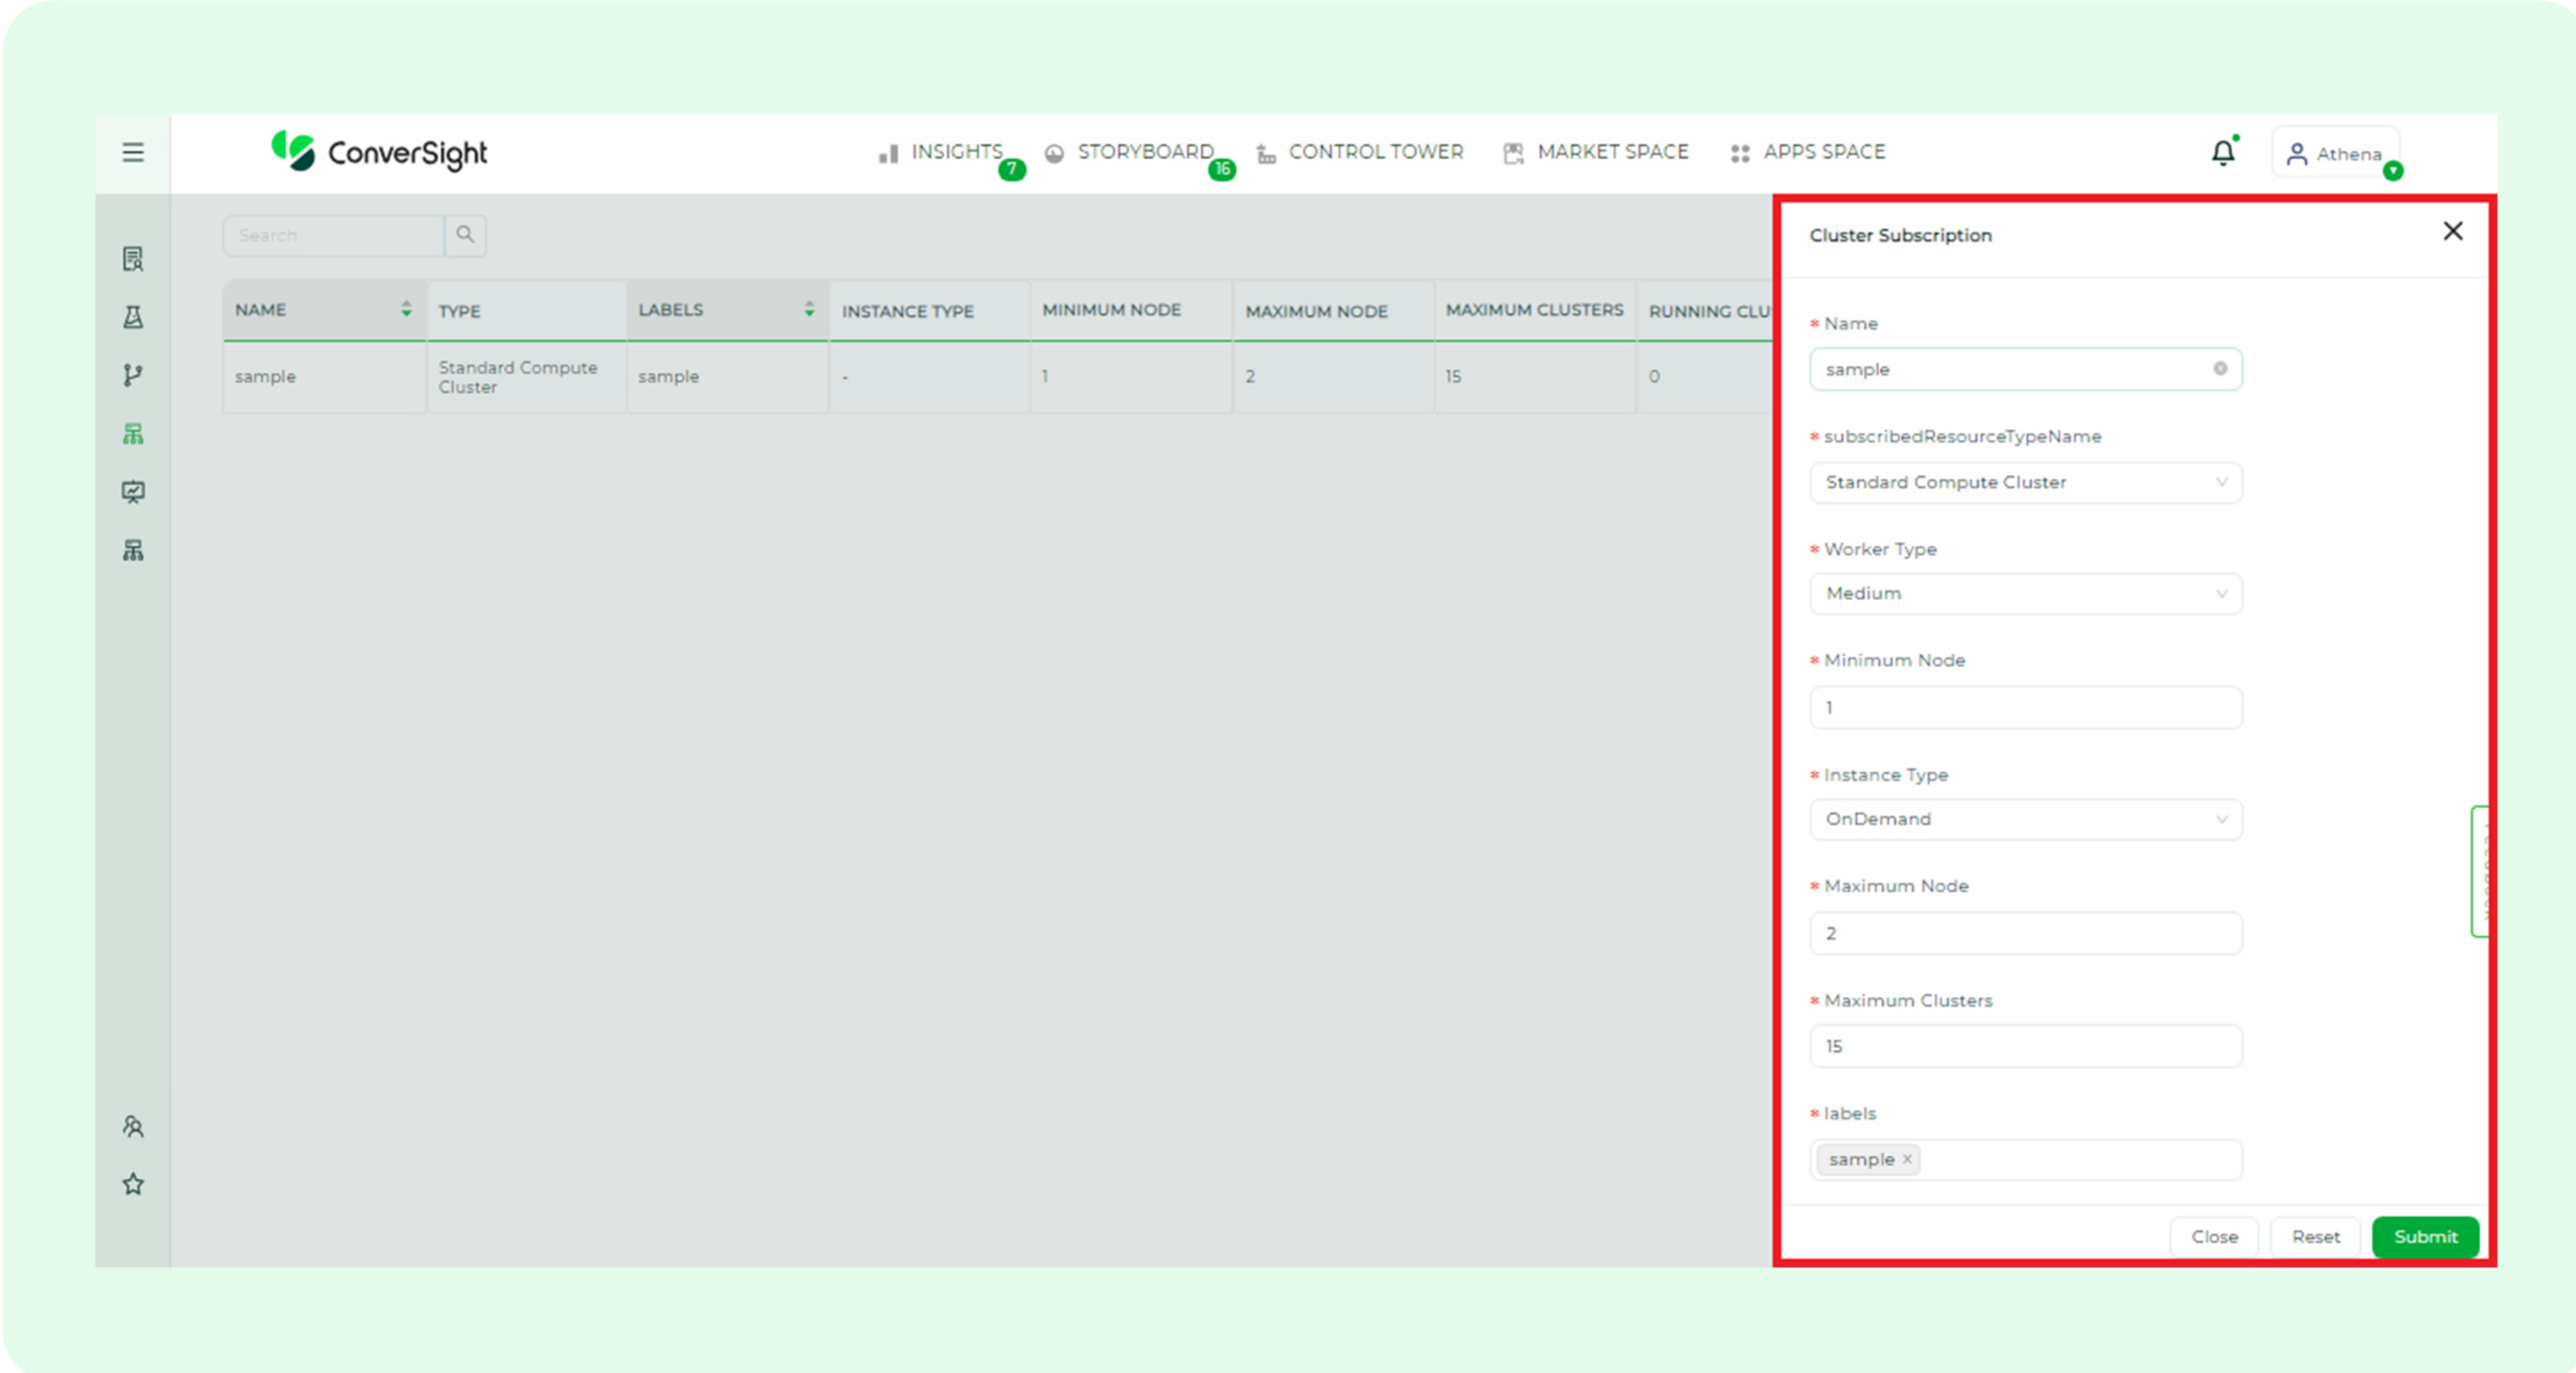 ConverSight
INSIGHTS 7
STORYBOARD 16
CONTROL TOWER
MARKET SPACE
APPS SPACE
Athena
Search
NAME TYPE LABELS INSTANCE TYPE MINIMUM NODE MAXIMUM NODE MAXIMUM CLUSTERS RUNNING CLU
sample Standard Compute Cluster sample - 1 2 15 0
Cluster Subscription
* Name
sample
* subscribedResourceTypeName
Standard Compute Cluster
* Worker Type
Medium
* Minimum Node
1
* Instance Type
OnDemand
* Maximum Node
2
* Maximum Clusters
15
* labels
sample ×
Close Reset Submit